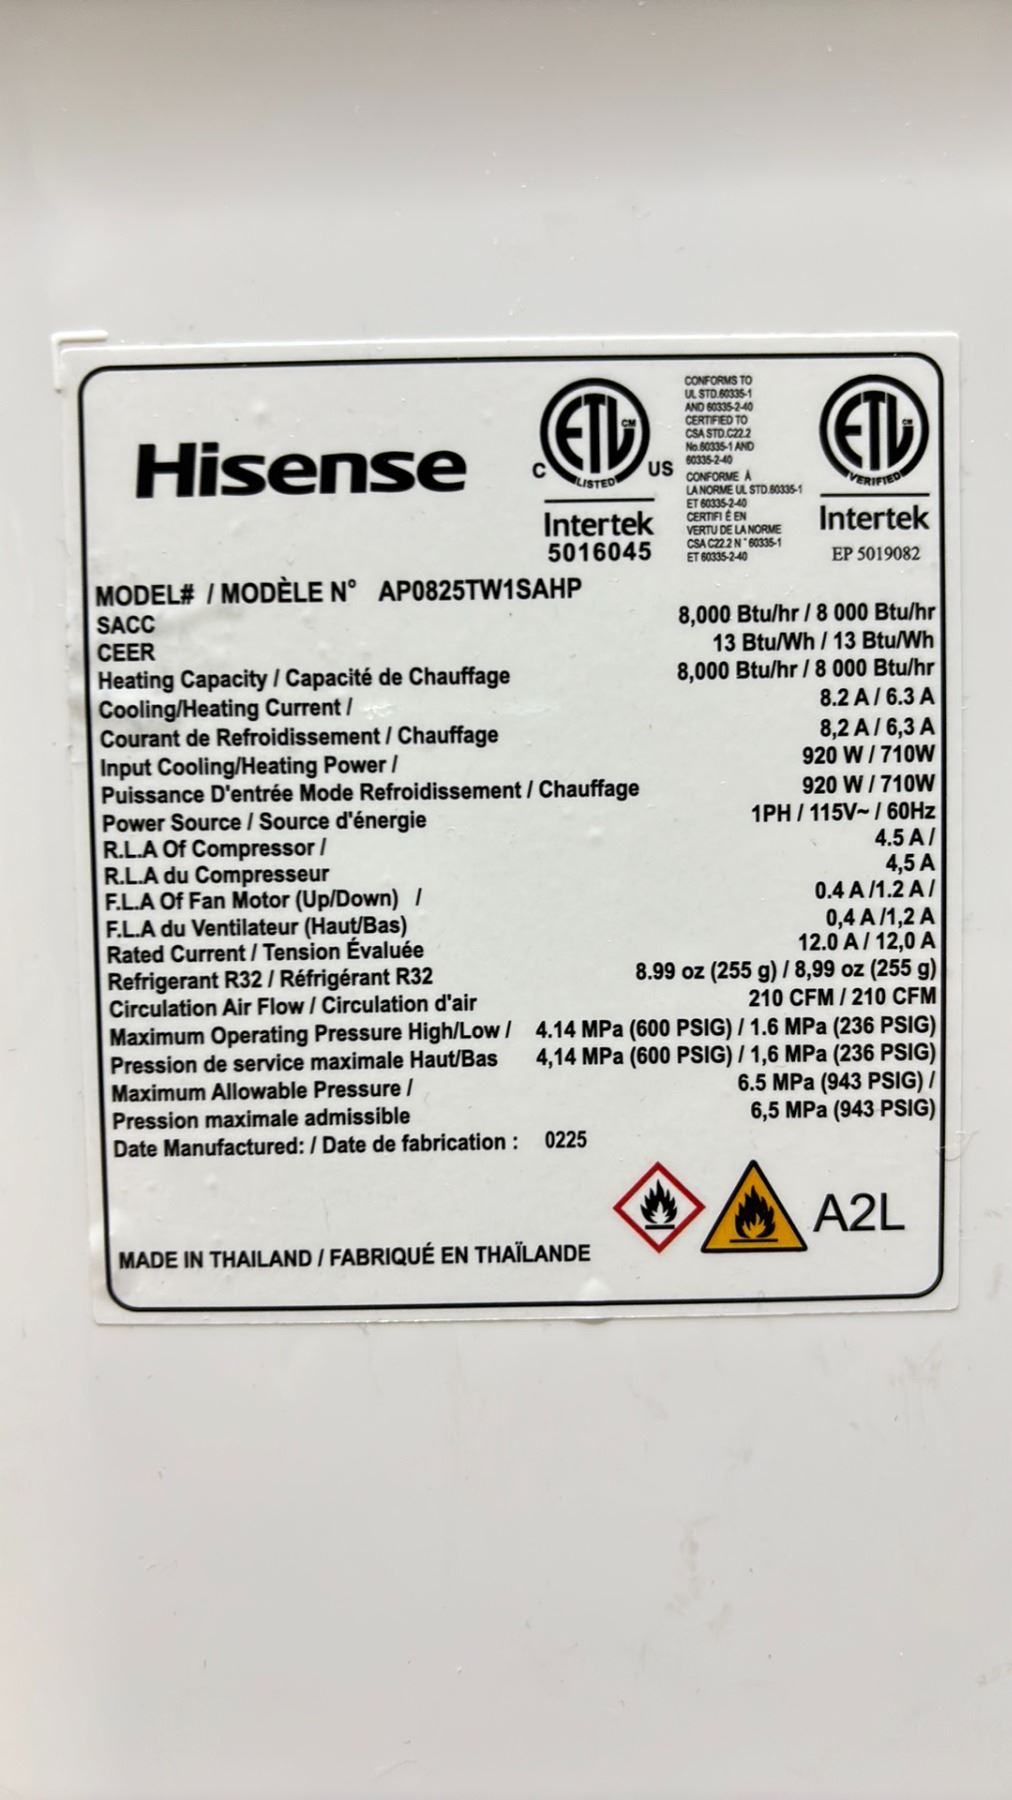 Hisense
ETL CM
LISTED
C US
Intertek
5016045
CONFORMS TO
UL STD.60335-1
AND 60335-2-40
CERTIFIED TO
CSA STD.C22.2
No.60335-1 AND
60335-2-40
CONFORME À
LA NORME UL STD.60335-1
ET 60335-2-40
CERTIFI É EN
VERTU DE LA NORME
CSA C22.2 N° 60335-1
ET 60335-2-40
ETL CM
VERIFIED
Intertek
EP 5019082
MODEL# / MODÈLE N° AP0825TW1SAHP
SACC 8,000 Btu/hr / 8 000 Btu/hr
CEER 13 Btu/Wh / 13 Btu/Wh
Heating Capacity / Capacité de Chauffage 8,000 Btu/hr / 8 000 Btu/hr
Cooling/Heating Current / 8.2 A / 6.3 A
Courant de Refroidissement / Chauffage 8,2 A / 6,3 A
Input Cooling/Heating Power / 920 W / 710W
Puissance D'entrée Mode Refroidissement / Chauffage 920 W / 710W
Power Source / Source d'énergie 1PH / 115V~ / 60Hz
R.L.A Of Compressor / 4.5 A /
R.L.A du Compresseur 4,5 A
F.L.A Of Fan Motor (Up/Down) / 0.4 A /1.2 A /
F.L.A du Ventilateur (Haut/Bas) 0,4 A /1,2 A
Rated Current / Tension Évaluée 12.0 A / 12,0 A
Refrigerant R32 / Réfrigérant R32 8.99 oz (255 g) / 8,99 oz (255 g)
Circulation Air Flow / Circulation d'air 210 CFM / 210 CFM
Maximum Operating Pressure High/Low / 4.14 MPa (600 PSIG) / 1.6 MPa (236 PSIG)
Pression de service maximale Haut/Bas 4,14 MPa (600 PSIG) / 1,6 MPa (236 PSIG)
Maximum Allowable Pressure / 6.5 MPa (943 PSIG) /
Pression maximale admissible 6,5 MPa (943 PSIG)
Date Manufactured: / Date de fabrication : 0225
A2L
MADE IN THAILAND / FABRIQUÉ EN THAÏLANDE